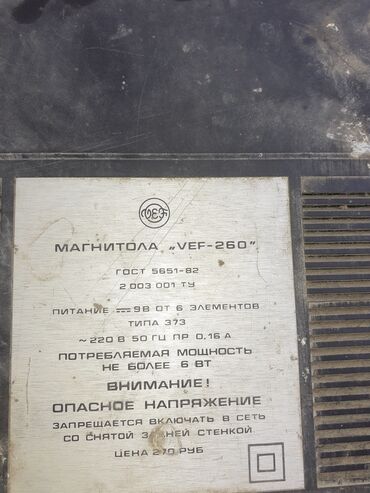 VEF
МАГНИТОЛА „VEF-260"
ГОСТ 5651-82
2 003 001 ТУ
ПИТАНИЕ ⎓ 9В ОТ 6 ЭЛЕМЕНТОВ
ТИПА 373
~ 220 В 50 ГЦ ПР 0,16 А
ПОТРЕБЛЯЕМАЯ МОЩНОСТЬ
НЕ БОЛЕЕ 6 ВТ
ВНИМАНИЕ!
ОПАСНОЕ НАПРЯЖЕНИЕ
ЗАПРЕЩАЕТСЯ ВКЛЮЧАТЬ В СЕТЬ
СО СНЯТОЙ ЗАДНЕЙ СТЕНКОЙ
ЦЕНА 270 РУБ